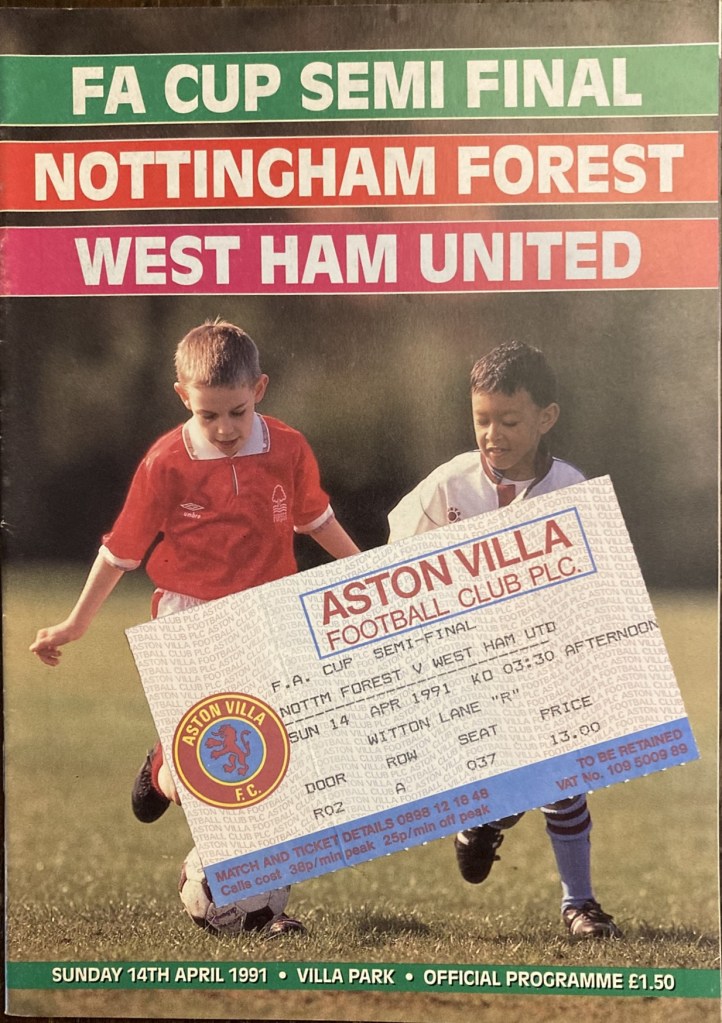 FA CUP SEMI FINAL
NOTTINGHAM FOREST
WEST HAM UNITED
umbro
ASTON VILLA
FOOTBALL CLUB PLC.
F.A. CUP SEMI-FINAL
NOTTM FOREST V WEST HAM UTD
SUN 14 APR 1991 KO 03:30 AFTERNOON
WITTON LANE "R"
DOOR ROW SEAT PRICE
R02 A 037 13.00
ASTON VILLA
F.C.
MATCH AND TICKET DETAILS 0898 12 18 48
Calls cost 38p/min peak 25p/min off peak
TO BE RETAINED
VAT No. 109 5009 89
SUNDAY 14TH APRIL 1991 • VILLA PARK • OFFICIAL PROGRAMME £1.50